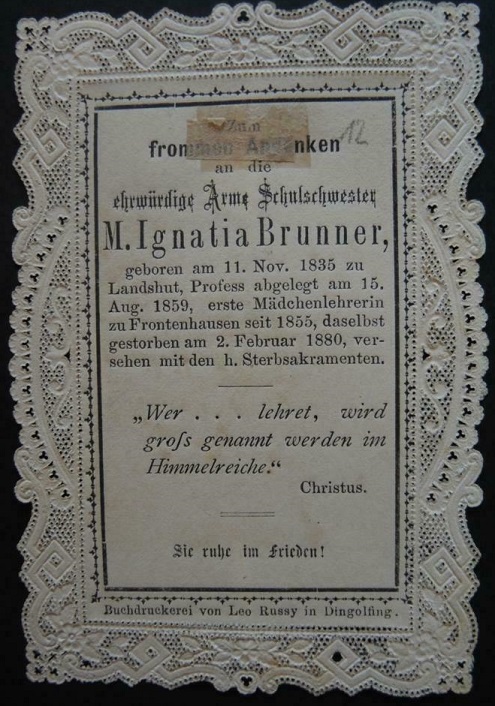 Zum
frommen Andenken 12
an die
ehrwürdige Arme Schulschwester
M. Ignatia Brunner,
geboren am 11. Nov. 1835 zu
Landshut, Profess abgelegt am 15.
Aug. 1859, erste Mädchenlehrerin
zu Frontenhausen seit 1855, daselbst
gestorben am 2. Februar 1880, ver-
sehen mit den h. Sterbsakramenten.
„Wer . . . lehret, wird
groſs genannt werden im
Himmelreiche.“
Christus.
Sie ruhe im Frieden!
Buchdruckerei von Leo Russy in Dingolfing.